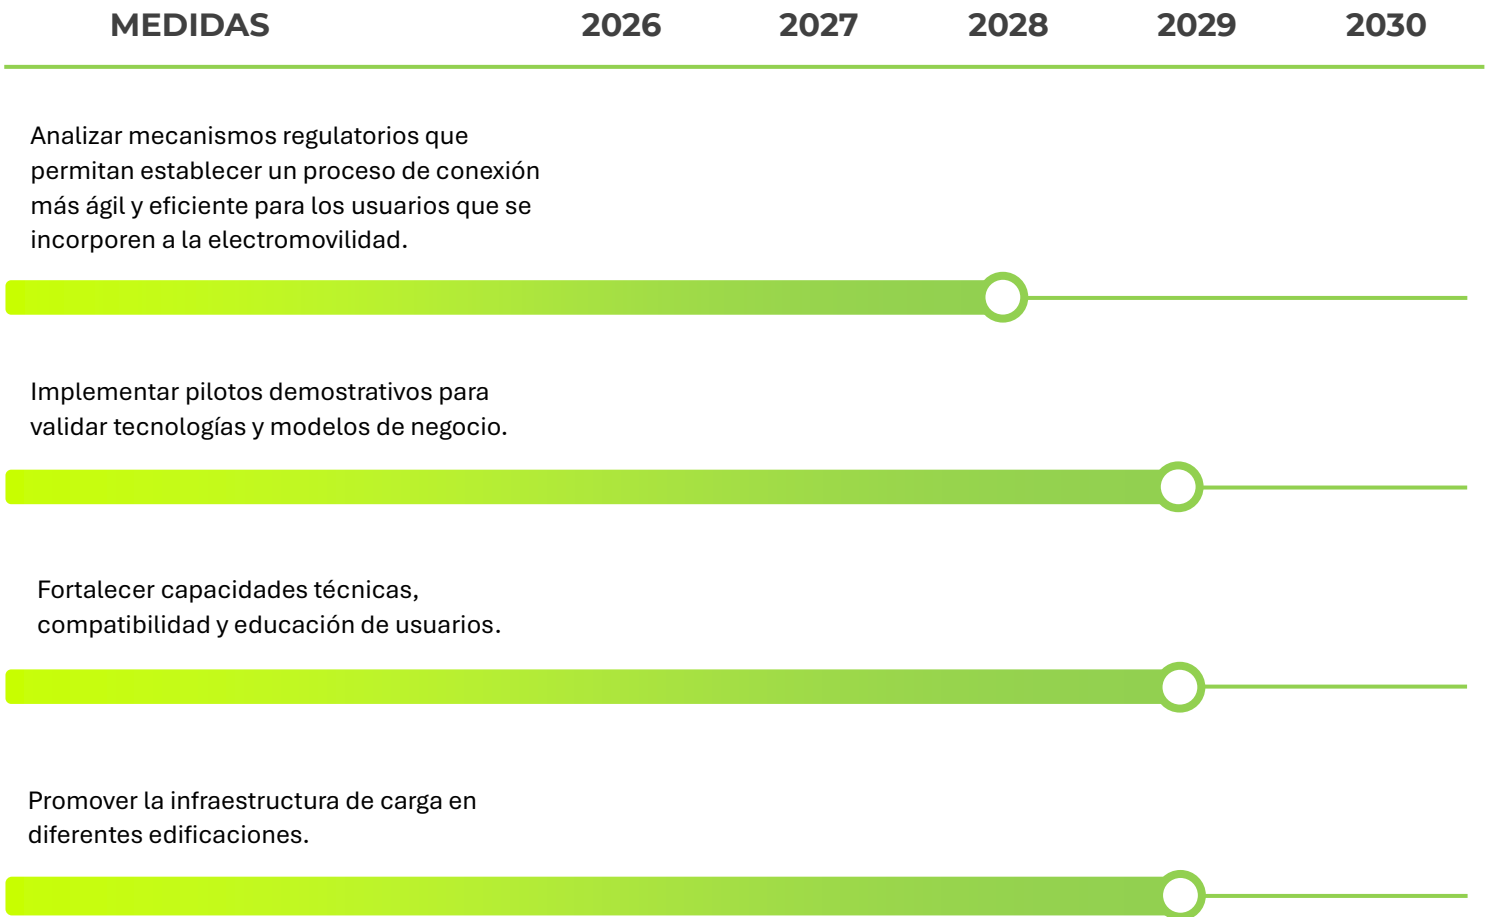 MEDIDAS 2026 2027 2028 2029 2030
Analizar mecanismos regulatorios que
permitan establecer un proceso de conexión
más ágil y eficiente para los usuarios que se
incorporen a la electromovilidad.
Implementar pilotos demostrativos para
validar tecnologías y modelos de negocio.
Fortalecer capacidades técnicas,
compatibilidad y educación de usuarios.
Promover la infraestructura de carga en
diferentes edificaciones.